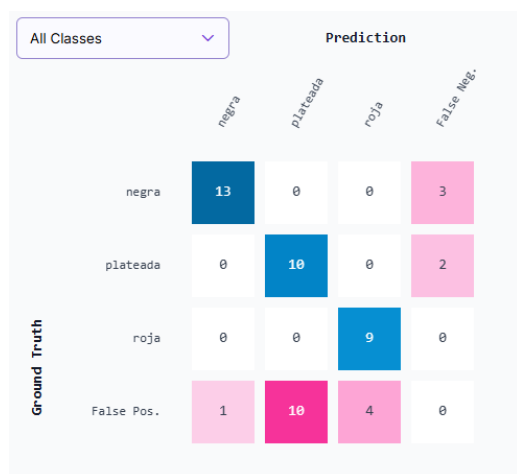 All Classes
Prediction
negra plateada roja False Neg.
negra 13 0 0 3
plateada 0 10 0 2
roja 0 0 9 0
False Pos. 1 10 4 0
Ground Truth